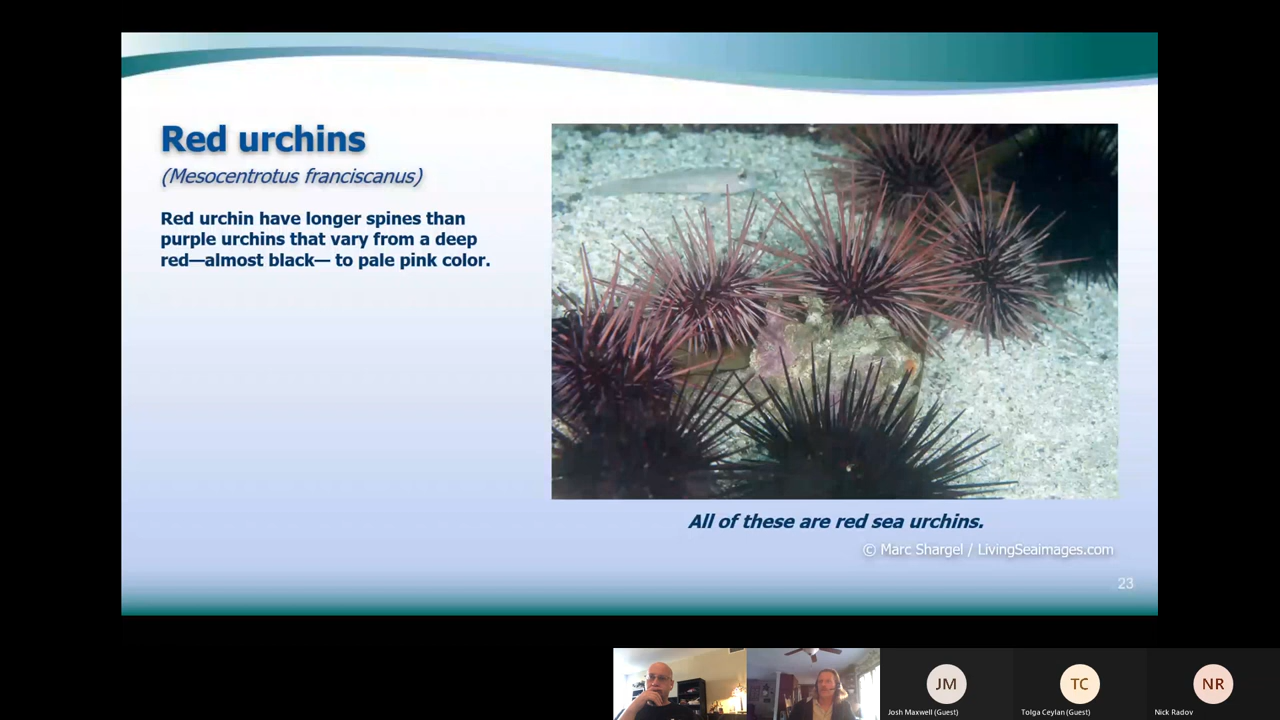 Red urchins
(Mesocentrotus franciscanus)
Red urchin have longer spines than
purple urchins that vary from a deep
red—almost black— to pale pink color.
All of these are red sea urchins.
© Marc Shargel / LivingSeaimages.com
23
JM
TC
NR
Josh Maxwell (Guest)
Tolga Ceylan (Guest)
Nick Radov